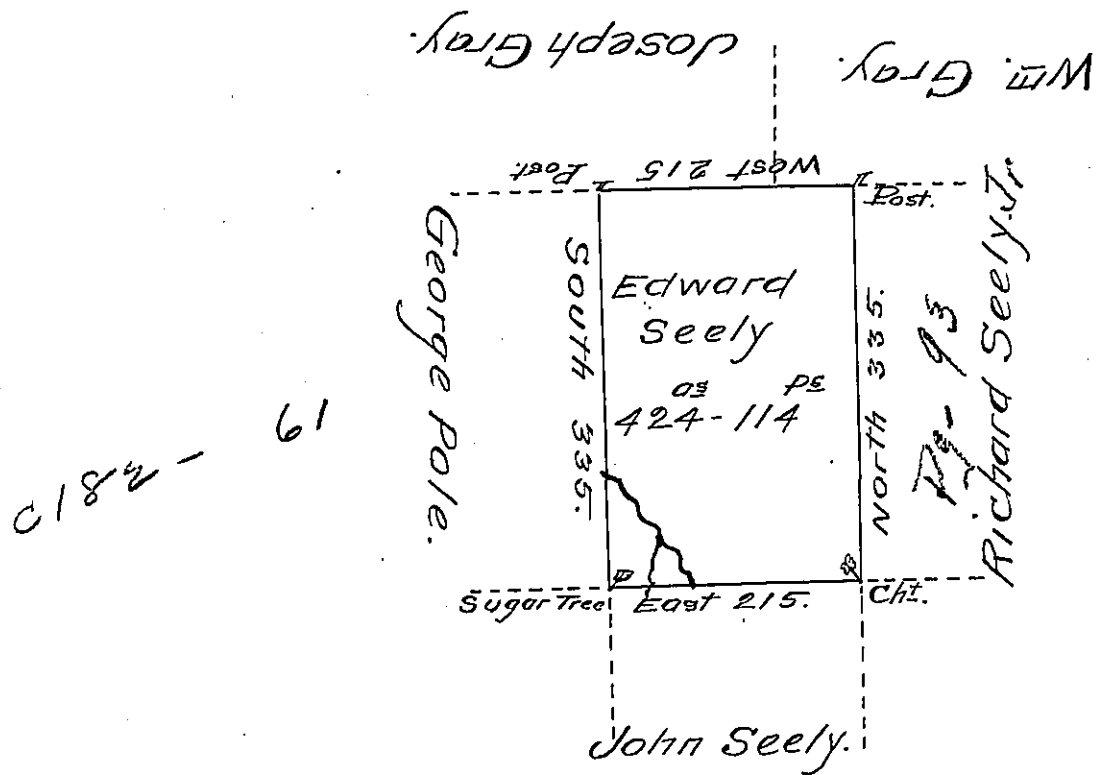 Joseph Gray.
Wm. Gray.
Post.
West 215
Post.
George Pole.
South 335.
Edward
Seely
as ps
424-114
North 335.
93
Richard Seely Jr
61
Sugar Tree
East 215.
Cht.
John Seely.